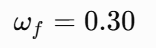 ω_f = 0.30